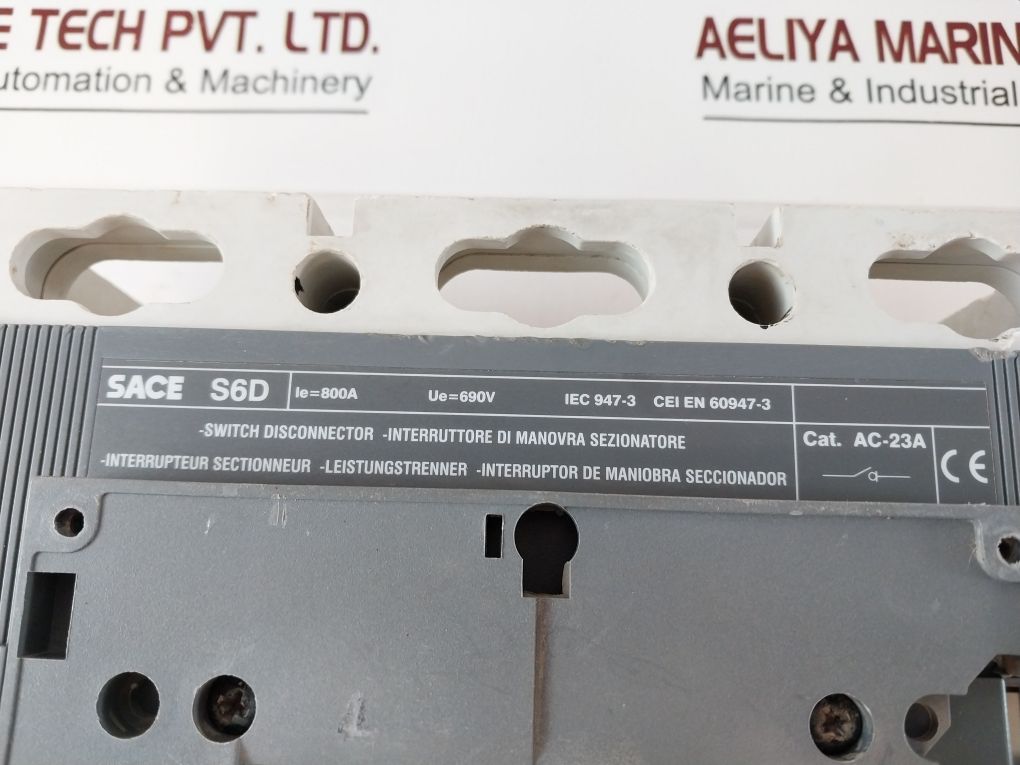 E TECH PVT. LTD.
utomation & Machinery
AELIYA MARIN
Marine & Industrial
SACE S6D Ie=800A Ue=690V IEC 947-3 CEI EN 60947-3
-SWITCH DISCONNECTOR -INTERRUTTORE DI MANOVRA SEZIONATORE
-INTERRUPTEUR SECTIONNEUR -LEISTUNGSTRENNER -INTERRUPTOR DE MANIOBRA SECCIONADOR
Cat. AC-23A
CE